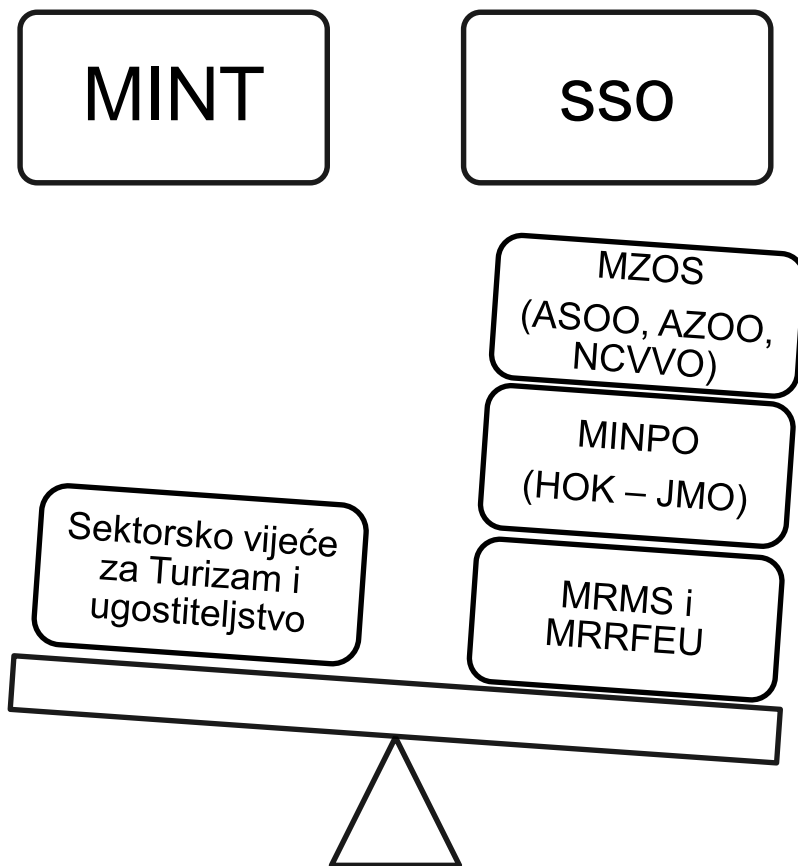 MINT
sso
MZOS
(ASOO, AZOO,
NCVVO)
MINPO
(HOK – JMO)
Sektorsko vijeće
za Turizam i
ugostiteljstvo
MRMS i
MRRFEU